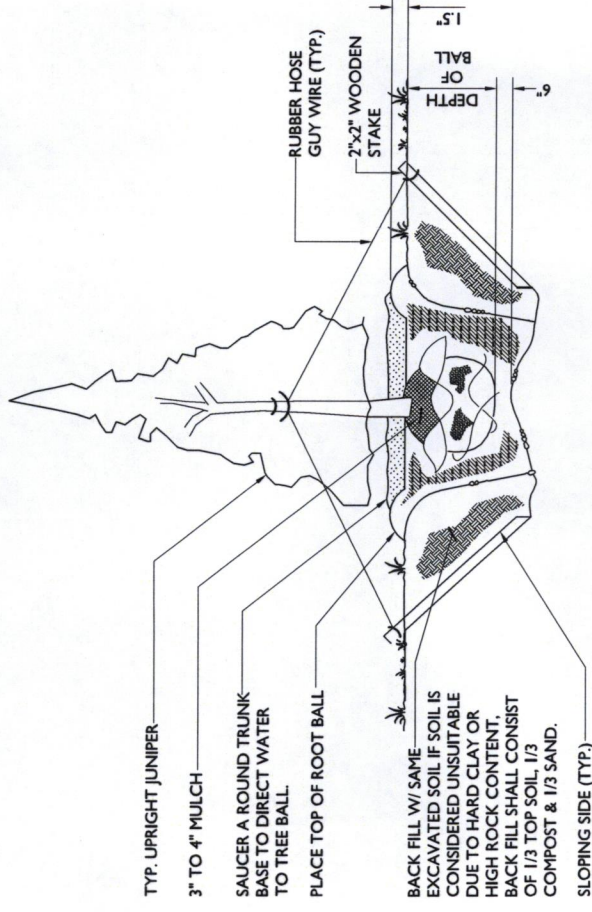 TYP. UPRIGHT JUNIPER
3" TO 4" MULCH
SAUCER A ROUND TRUNK
BASE TO DIRECT WATER
TO TREE BALL.
PLACE TOP OF ROOT BALL
BACK FILL W/ SAME
EXCAVATED SOIL IF SOIL IS
CONSIDERED UNSUITABLE
DUE TO HARD CLAY OR
HIGH ROCK CONTENT,
BACK FILL SHALL CONSIST
OF 1/3 TOP SOIL, 1/3
COMPOST & 1/3 SAND.
SLOPING SIDE (TYP.)
RUBBER HOSE
GUY WIRE (TYP.)
2"x2" WOODEN
STAKE
1.5"
DEPTH
OF
BALL
6"